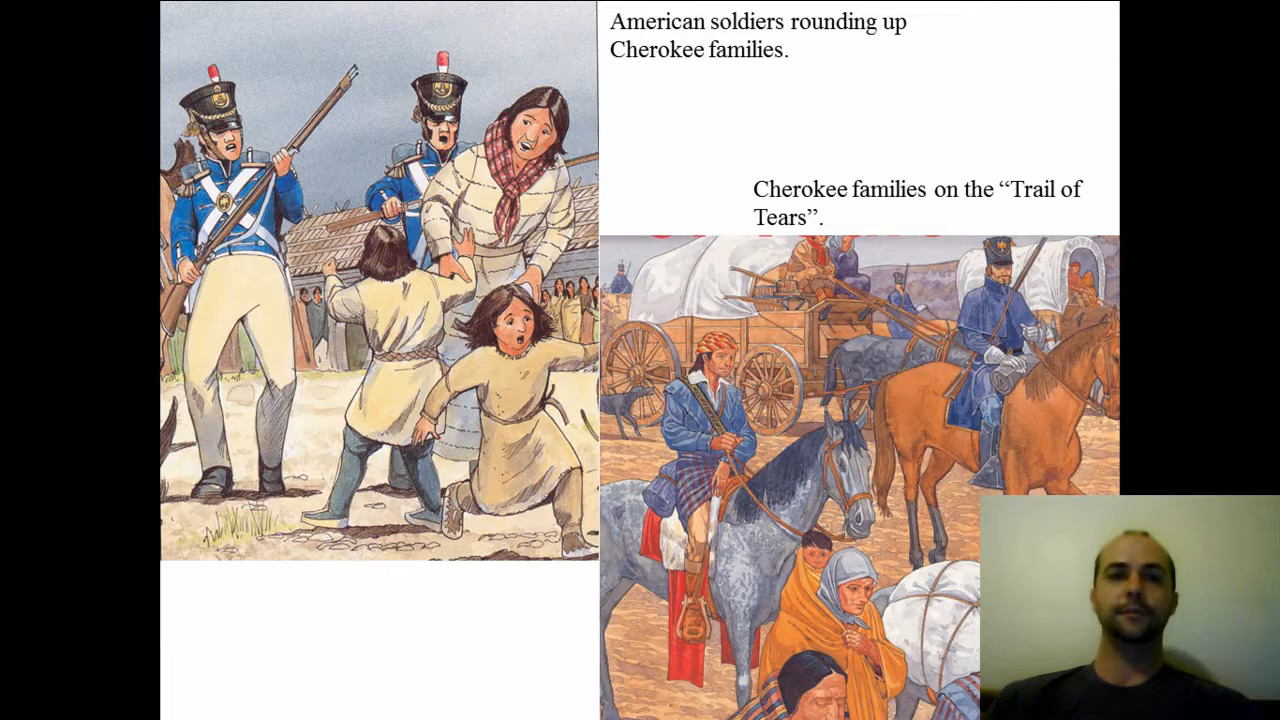 American soldiers rounding up
Cherokee families.
Cherokee families on the “Trail of
Tears”.